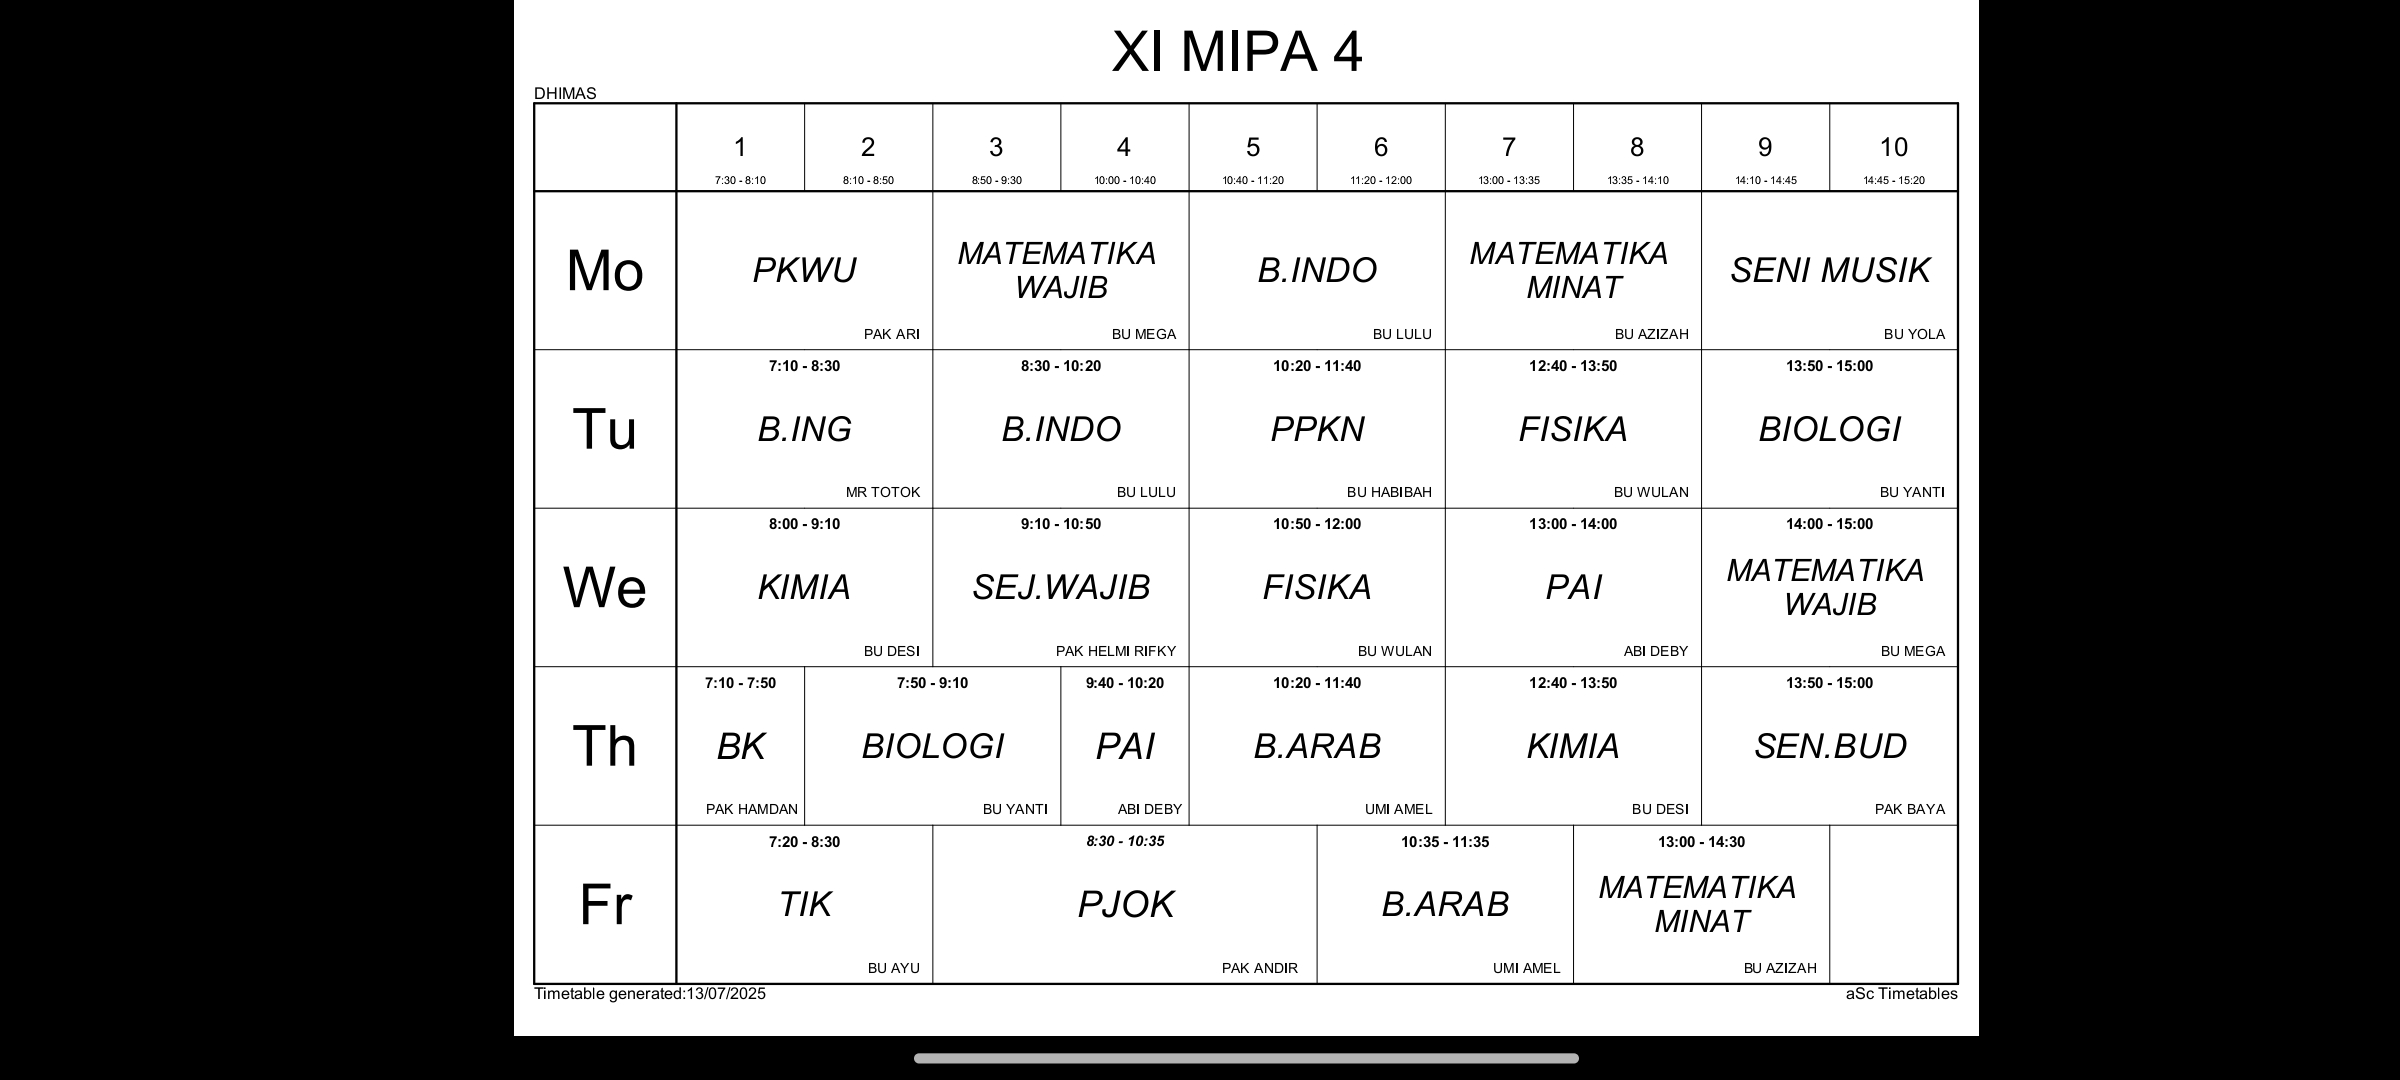 XI MIPA 4
DHIMAS
1 2 3 4 5 6 7 8 9 10
7:30 - 8:10 8:10 - 8:50 8:50 - 9:30 10:00 - 10:40 10:40 - 11:20 11:20 - 12:00 13:00 - 13:35 13:35 - 14:10 14:10 - 14:45 14:45 - 15:20
Mo
PKWU
PAK ARI
MATEMATIKA
WAJIB
BU MEGA
B.INDO
BU LULU
MATEMATIKA
MINAT
BU AZIZAH
SENI MUSIK
BU YOLA
Tu
7:10 - 8:30
B.ING
MR TOTOK
8:30 - 10:20
B.INDO
BU LULU
10:20 - 11:40
PPKN
BU HABIBAH
12:40 - 13:50
FISIKA
BU WULAN
13:50 - 15:00
BIOLOGI
BU YANTI
We
8:00 - 9:10
KIMIA
BU DESI
9:10 - 10:50
SEJ.WAJIB
PAK HELMI RIFKY
10:50 - 12:00
FISIKA
BU WULAN
13:00 - 14:00
PAI
ABI DEBY
14:00 - 15:00
MATEMATIKA
WAJIB
BU MEGA
Th
7:10 - 7:50
BK
PAK HAMDAN
7:50 - 9:10
BIOLOGI
BU YANTI
9:40 - 10:20
PAI
ABI DEBY
10:20 - 11:40
B.ARAB
UMI AMEL
12:40 - 13:50
KIMIA
BU DESI
13:50 - 15:00
SEN.BUD
PAK BAYA
Fr
7:20 - 8:30
TIK
BU AYU
8:30 - 10:35
PJOK
PAK ANDIR
10:35 - 11:35
B.ARAB
UMI AMEL
13:00 - 14:30
MATEMATIKA
MINAT
BU AZIZAH
Timetable generated:13/07/2025
aSc Timetables